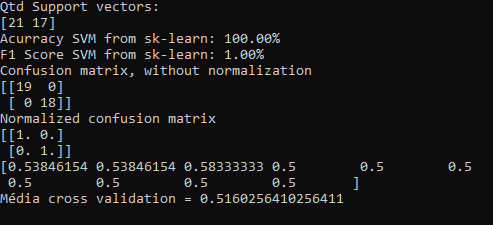 Qtd Support vectors:
[21 17]
Acurracy SVM from sk-learn: 100.00%
F1 Score SVM from sk-learn: 1.00%
Confusion matrix, without normalization
[[19  0]
 [ 0 18]]
Normalized confusion matrix
[[1. 0.]
 [0. 1.]]
[0.53846154 0.53846154 0.58333333 0.5        0.5        0.5
 0.5        0.5        0.5        0.5       ]
Média cross validation = 0.5160256410256411